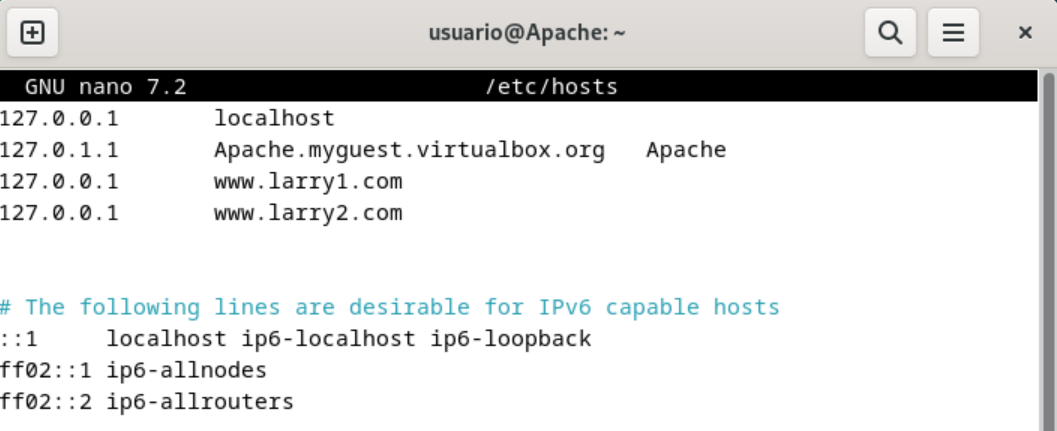 usuario@Apache: ~
GNU nano 7.2 /etc/hosts
127.0.0.1 localhost
127.0.1.1 Apache.myguest.virtualbox.org Apache
127.0.0.1 www.larry1.com
127.0.0.1 www.larry2.com
# The following lines are desirable for IPv6 capable hosts
::1 localhost ip6-localhost ip6-loopback
ff02::1 ip6-allnodes
ff02::2 ip6-allrouters